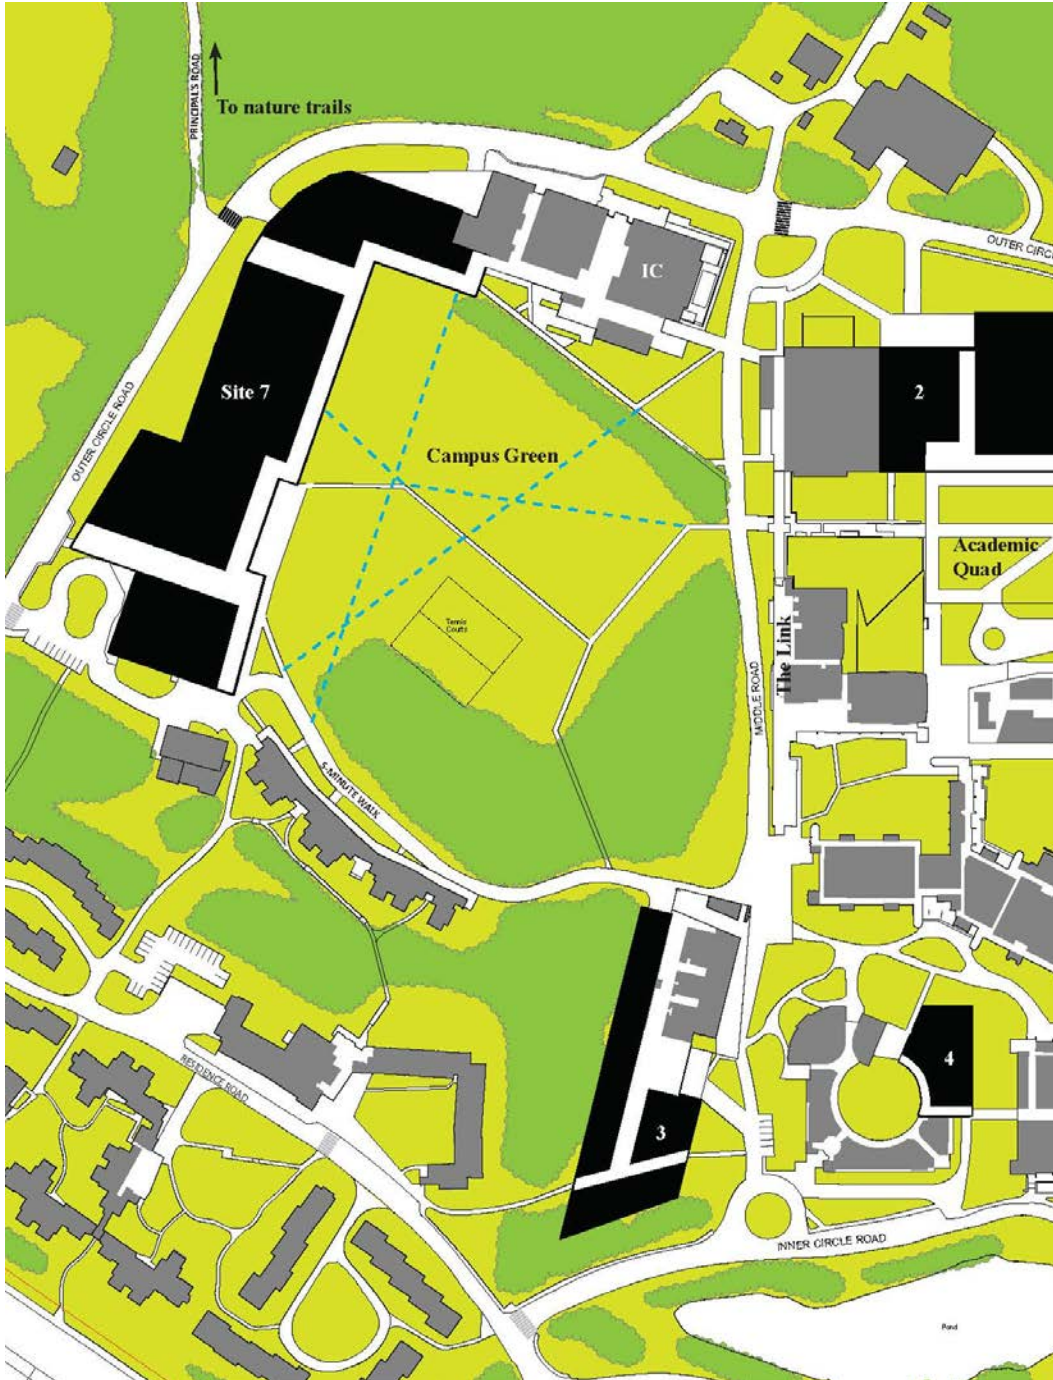 PRINCIPAL'S ROAD
To nature trails
OUTER CIRCLE
IC
Site 7
2
OUTER CIRCLE ROAD
Campus Green
Academic
Quad
Tennis
Courts
The Link
MIDDLE ROAD
5-MINUTE WALK
RESIDENCE ROAD
4
3
INNER CIRCLE ROAD
Pond